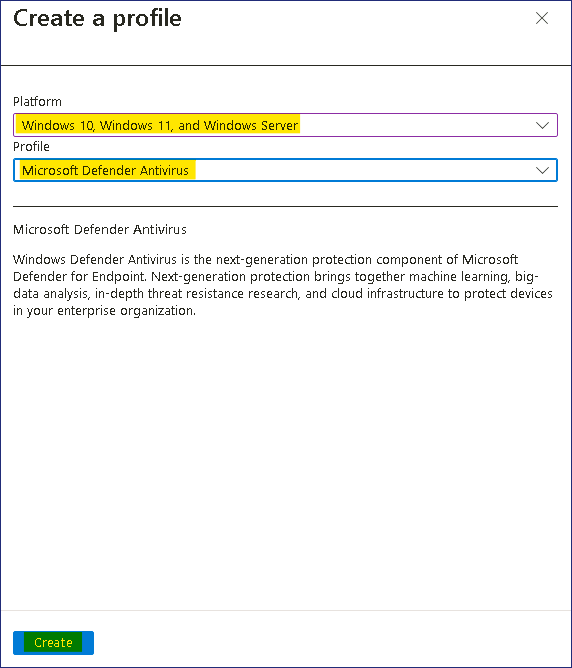 Create a profile
Platform
Windows 10, Windows 11, and Windows Server
Profile
Microsoft Defender Antivirus
Microsoft Defender Antivirus
Windows Defender Antivirus is the next-generation protection component of Microsoft
Defender for Endpoint. Next-generation protection brings together machine learning, big-
data analysis, in-depth threat resistance research, and cloud infrastructure to protect devices
in your enterprise organization.
Create